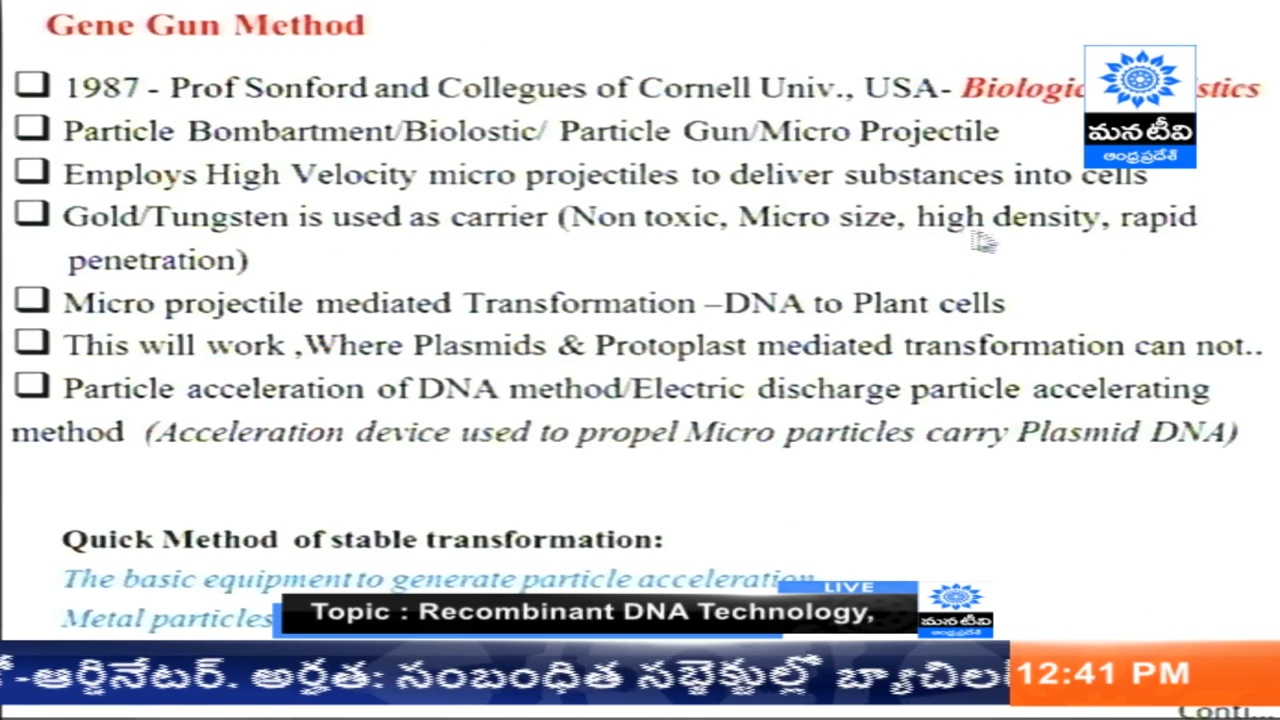 Gene Gun Method
1987 - Prof Sonford and Collegues of Cornell Univ., USA-
మన టీవీ
ఆంధ్రప్రదేశ్
Particle Bombartment/Biolostic/ Particle Gun/Micro Projectile
Employs High Velocity micro projectiles to deliver substances into cells
Gold/Tungsten is used as carrier (Non toxic, Micro size, high density, rapid
penetration)
Micro projectile mediated Transformation –DNA to Plant cells
This will work ,Where Plasmids & Protoplast mediated transformation can not..
Particle acceleration of DNA method/Electric discharge particle accelerating
method (Acceleration device used to propel Micro particles carry Plasmid DNA)
Quick Method of stable transformation:
The basic equipment to generate particle acceleration
Metal particles
LIVE
Topic : Recombinant DNA Technology,
మన టీవీ
ఆంధ్రప్రదేశ్
-ఆర్డినేటర్. అర్హత: సంబంధిత సబ్జెక్టుల్లో
12:41 PM
Conti...